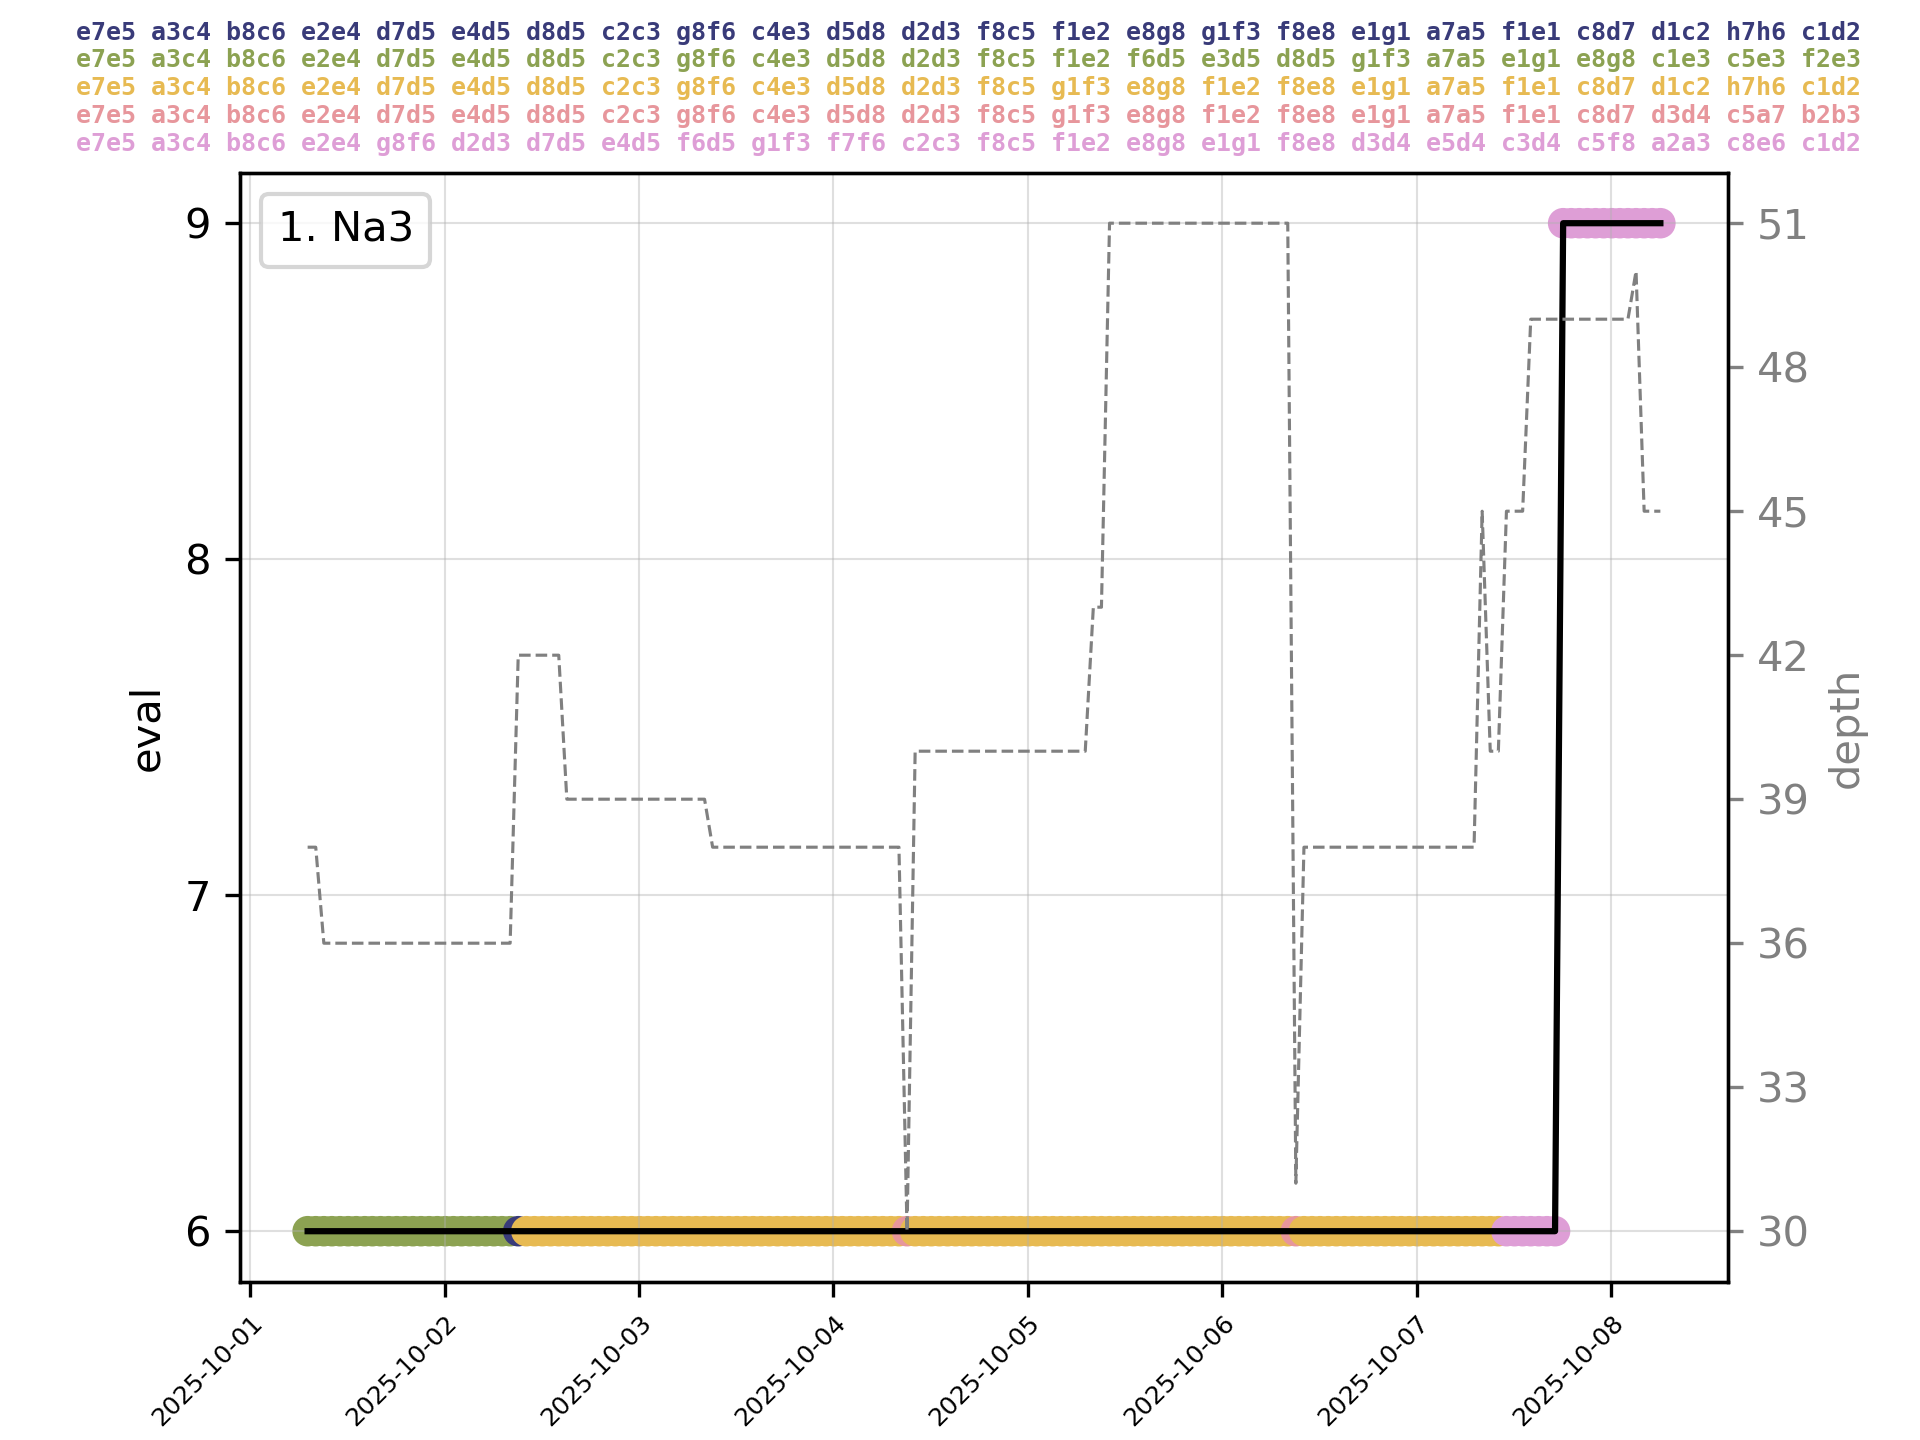 e7e5 a3c4 b8c6 e2e4 d7d5 e4d5 d8d5 c2c3 g8f6 c4e3 d5d8 d2d3 f8c5 f1e2 e8g8 g1f3 f8e8 e1g1 a7a5 f1e1 c8d7 d1c2 h7h6 c1d2
e7e5 a3c4 b8c6 e2e4 d7d5 e4d5 d8d5 c2c3 g8f6 c4e3 d5d8 d2d3 f8c5 f1e2 f6d5 e3d5 d8d5 g1f3 a7a5 e1g1 e8g8 c1e3 c5e3 f2e3
e7e5 a3c4 b8c6 e2e4 d7d5 e4d5 d8d5 c2c3 g8f6 c4e3 d5d8 d2d3 f8c5 g1f3 e8g8 f1e2 f8e8 e1g1 a7a5 f1e1 c8d7 d1c2 h7h6 c1d2
e7e5 a3c4 b8c6 e2e4 d7d5 e4d5 d8d5 c2c3 g8f6 c4e3 d5d8 d2d3 f8c5 g1f3 e8g8 f1e2 f8e8 e1g1 a7a5 f1e1 c8d7 d3d4 c5a7 b2b3
e7e5 a3c4 b8c6 e2e4 g8f6 d2d3 d7d5 e4d5 f6d5 g1f3 f7f6 c2c3 f8c5 f1e2 e8g8 e1g1 f8e8 d3d4 e5d4 c3d4 c5f8 a2a3 c8e6 c1d2
1. Na3
9
8
7
6
eval
51
48
45
42
39
36
33
30
depth
2025-10-01
2025-10-02
2025-10-03
2025-10-04
2025-10-05
2025-10-06
2025-10-07
2025-10-08